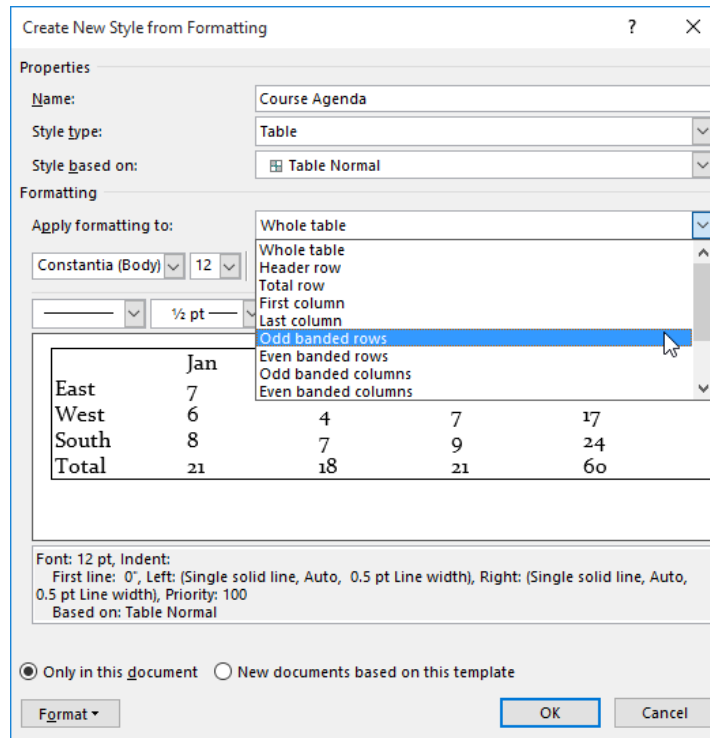 Create New Style from Formatting ?
Properties
Name: Course Agenda
Style type: Table
Style based on: Table Normal
Formatting
Apply formatting to: Whole table
Whole table
Header row
Total row
First column
Last column
Odd banded rows
Even banded rows
Odd banded columns
Even banded columns
Constantia (Body) 12
½ pt
Jan
East 7
West 6 4 7 17
South 8 7 9 24
Total 21 18 21 60
Font: 12 pt, Indent:
First line: 0", Left: (Single solid line, Auto, 0.5 pt Line width), Right: (Single solid line, Auto,
0.5 pt Line width), Priority: 100
Based on: Table Normal
Only in this document New documents based on this template
Format OK Cancel